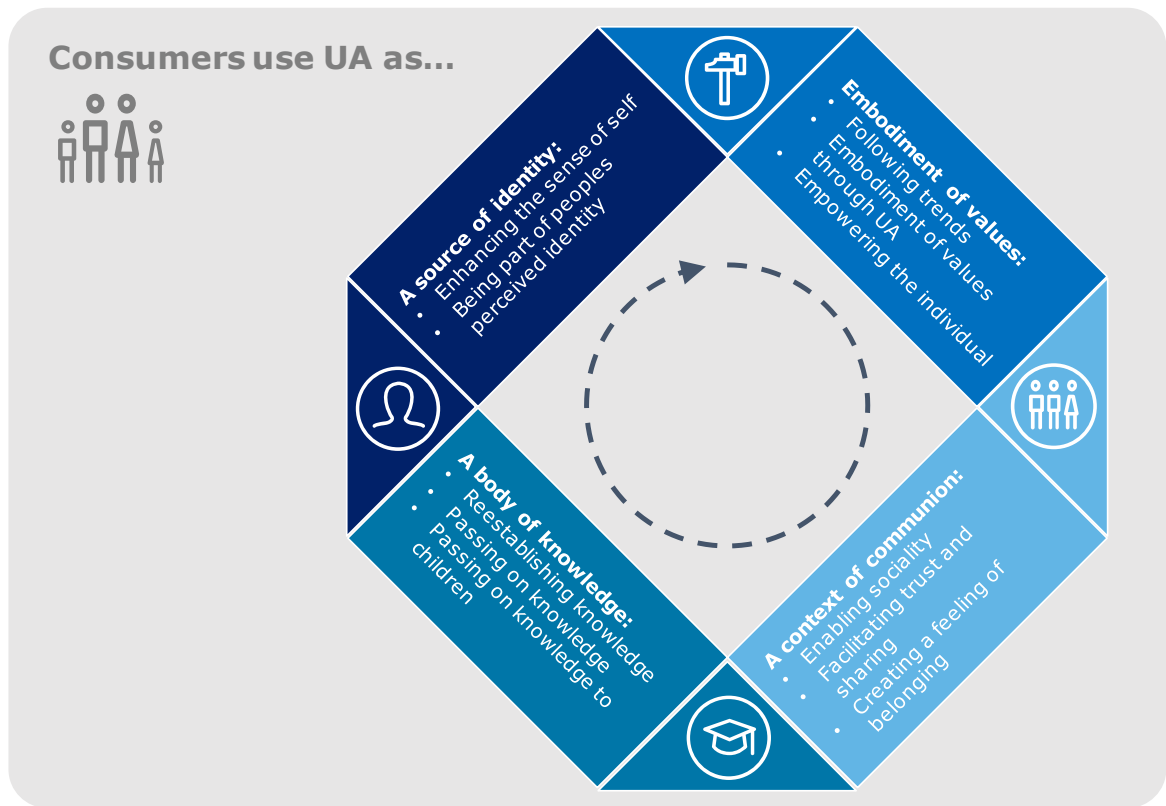 Consumers use UA as...
A source of identity:
• Enhancing the sense of self
• Being part of peoples
perceived identity
Embodiment of values:
• Following trends
• Embodiment of values
through UA
• Empowering the individual
A context of communion:
• Enabling sociality
• Facilitating trust and
sharing
• Creating a feeling of
belonging
A body of knowledge:
• Reestablishing knowledge
• Passing on knowledge
• Passing on knowledge to
children